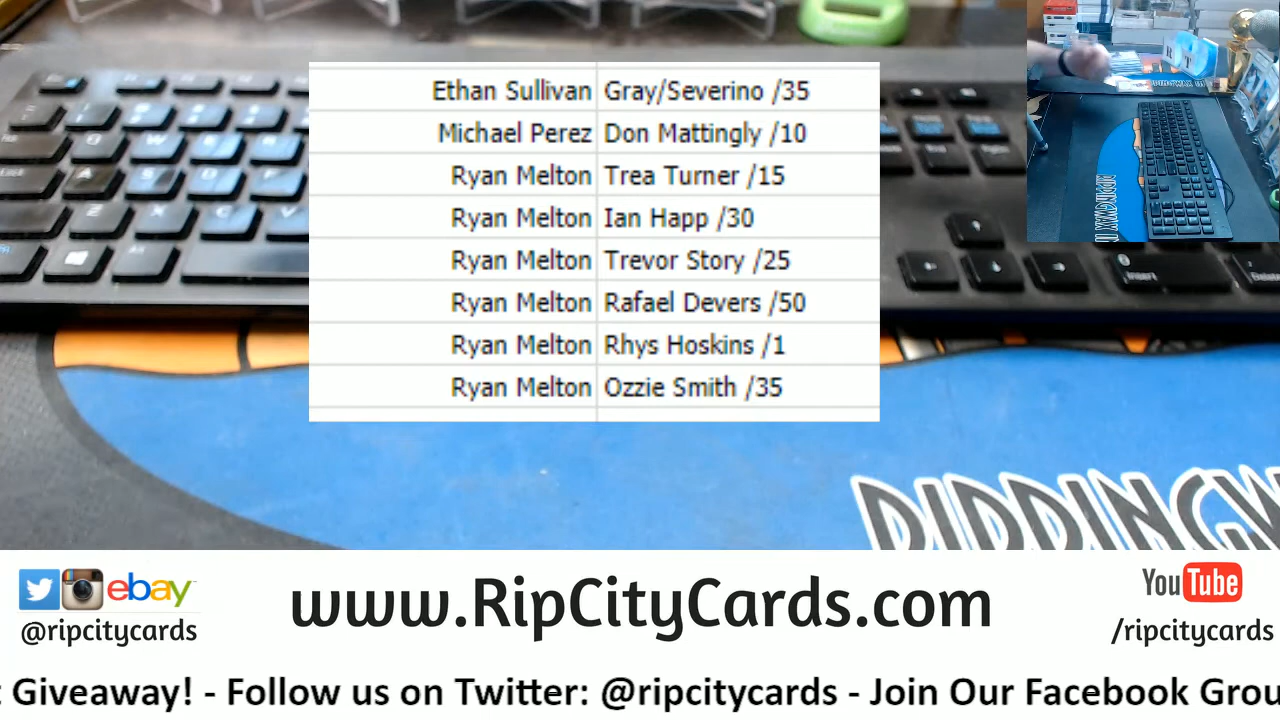 Ethan Sullivan Gray/Severino /35
Michael Perez Don Mattingly /10
Ryan Melton Trea Turner /15
Ryan Melton Ian Happ /30
Ryan Melton Trevor Story /25
Ryan Melton Rafael Devers /50
Ryan Melton Rhys Hoskins /1
Ryan Melton Ozzie Smith /35
Insert
ebay
@ripcitycards
www.RipCityCards.com
YouTube
/ripcitycards
Giveaway! - Follow us on Twitter: @ripcitycards - Join Our Facebook